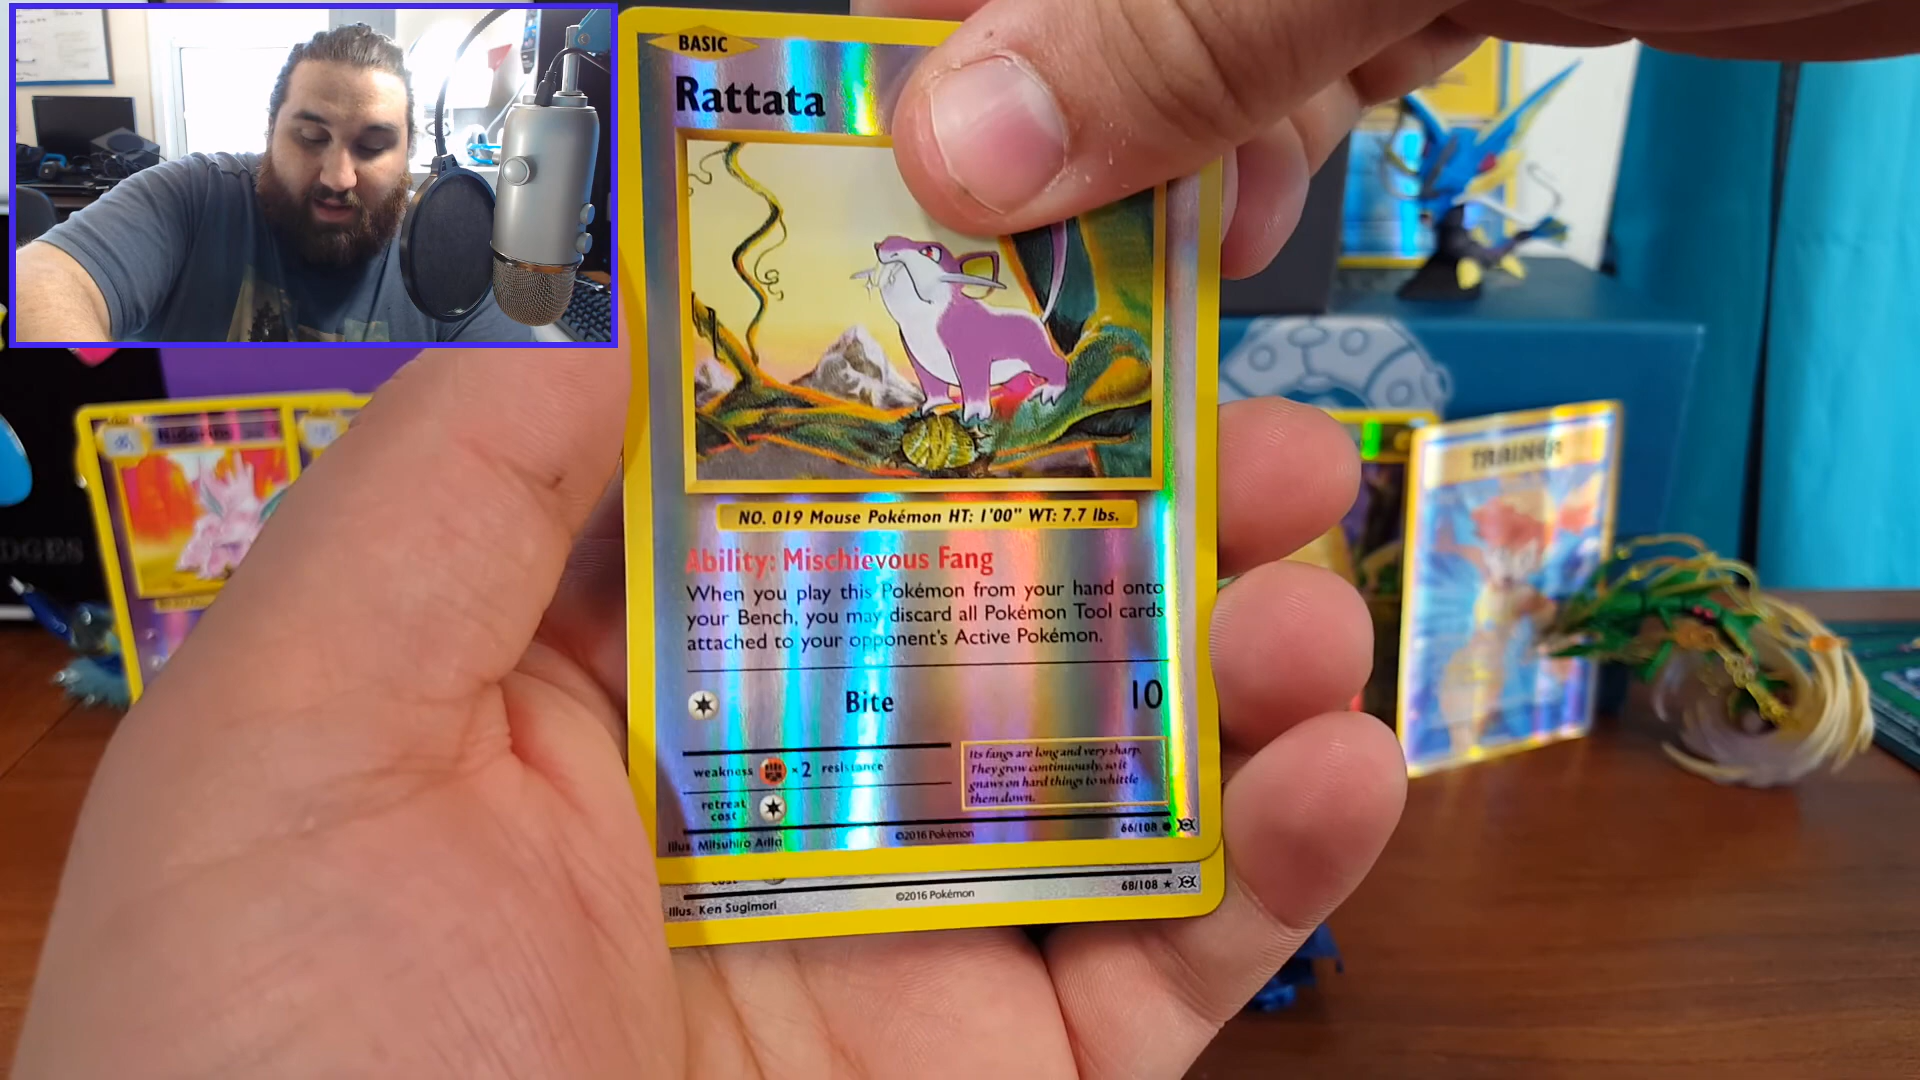 BASIC
Rattata
NO. 019 Mouse Pokémon HT: 1'00" WT: 7.7 lbs.
Ability: Mischievous Fang
When you play this Pokémon from your hand onto
your Bench, you may discard all Pokémon Tool cards
attached to your opponent's Active Pokémon.
Bite 10
weakness ×2 resistance
retreat
cost
Its fangs are long and very sharp.
They grow continuously, so it
gnaws on hard things to whittle
them down.
Illus. Mitsuhiro Arita ©2016 Pokémon 66/108
cost
Illus. Ken Sugimori ©2016 Pokémon 68/108
TRAINER
DGES